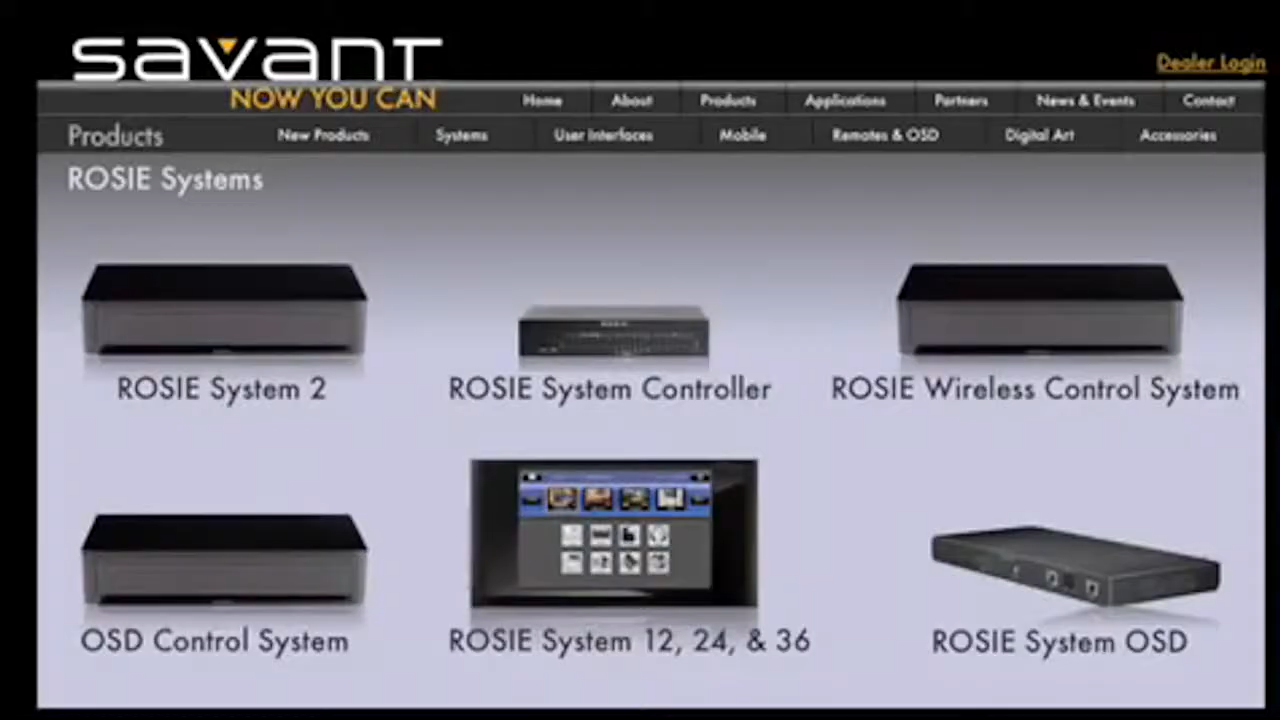 savant
NOW YOU CAN
Dealer Login
Home About Products Applications Partners News & Events Contact
Products New Products Systems User Interfaces Mobile Remotes & OSD Digital Art Accessories
ROSIE Systems
ROSIE System 2 ROSIE System Controller ROSIE Wireless Control System
OSD Control System ROSIE System 12, 24, & 36 ROSIE System OSD